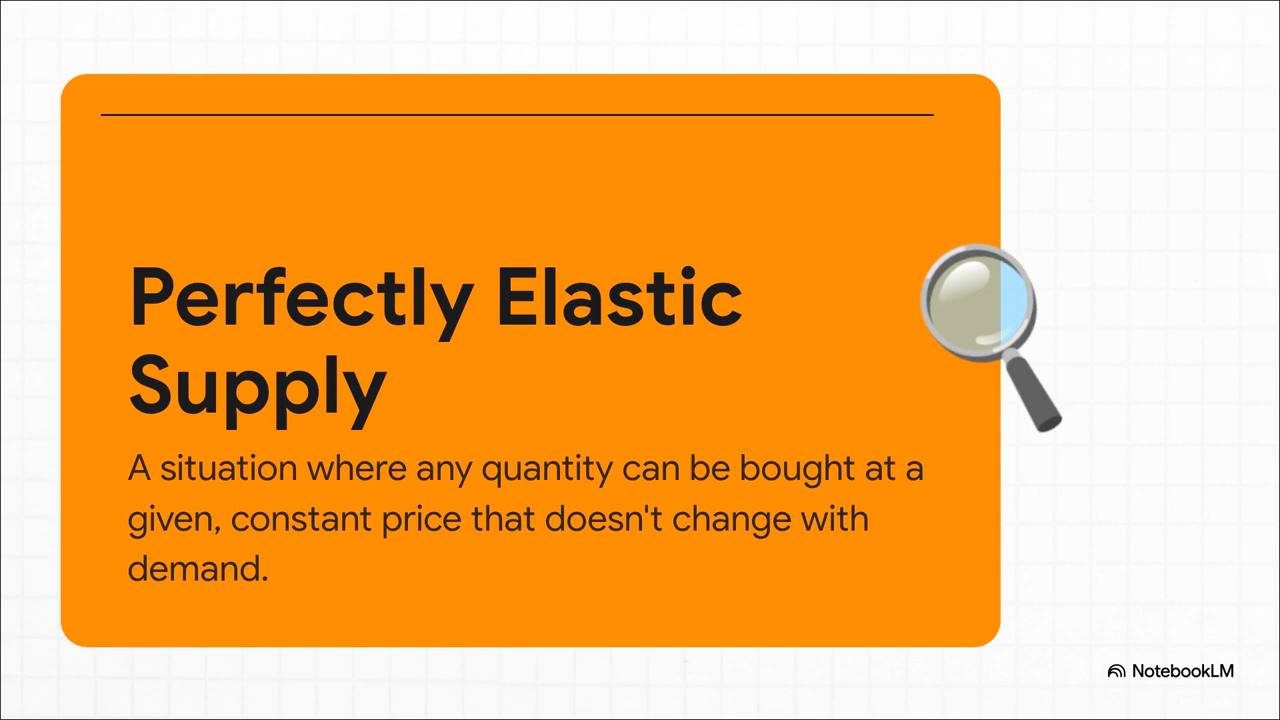 Perfectly Elastic
Supply
A situation where any quantity can be bought at a
given, constant price that doesn't change with
demand.
NotebookLM